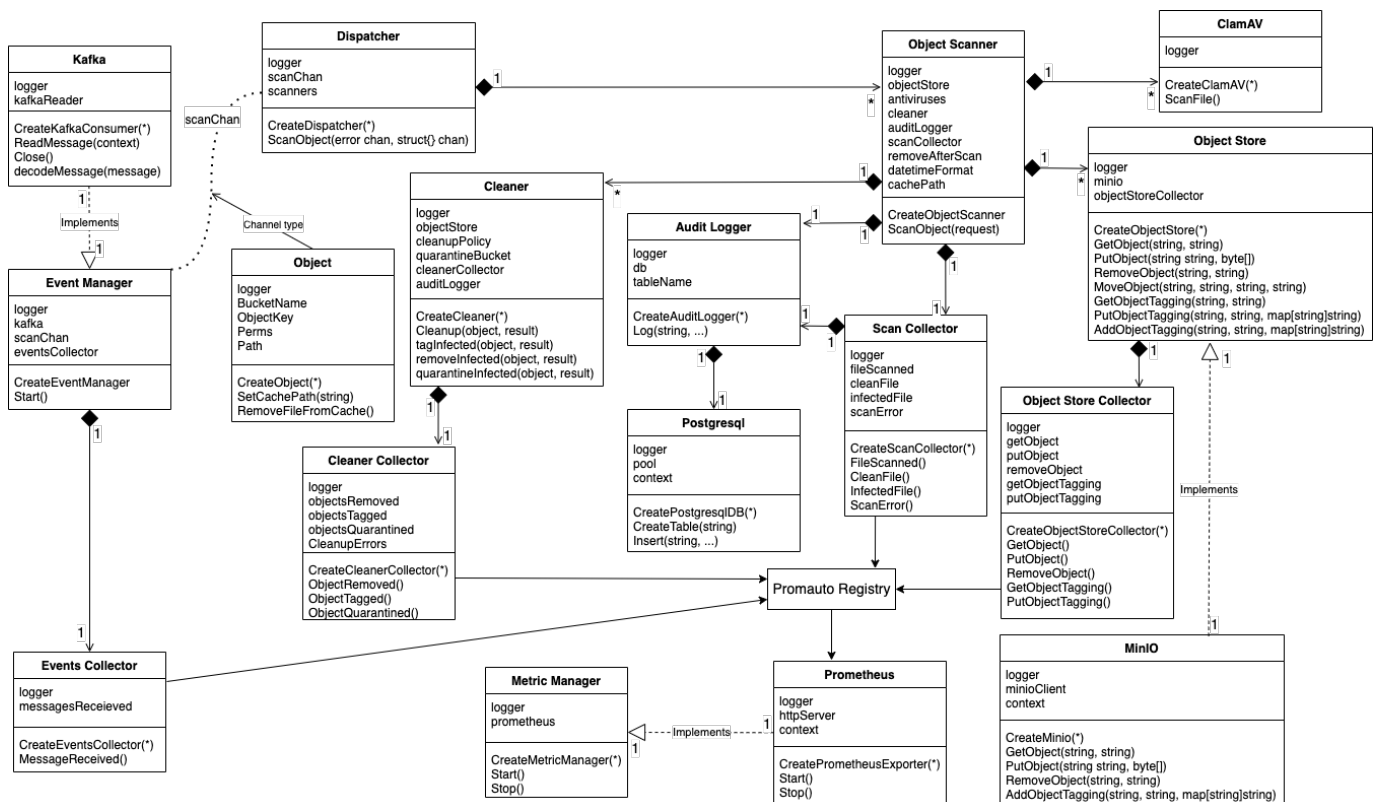 Kafka
logger
kafkaReader
CreateKafkaConsumer(*)
ReadMessage(context)
Close()
decodeMessage(message)
1
Implements
1
Event Manager
logger
kafka
scanChan
eventsCollector
CreateEventManager
Start()
1
1
Events Collector
logger
messagesReceieved
CreateEventsCollector(*)
MessageReceived()
scanChan
Dispatcher
logger
scanChan
scanners
CreateDispatcher(*)
ScanObject(error chan, struct{} chan)
1
*
Channel type
Object
logger
BucketName
ObjectKey
Perms
Path
CreateObject(*)
SetCachePath(string)
RemoveFileFromCache()
Cleaner
logger
objectStore
cleanupPolicy
quarantineBucket
cleanerCollector
auditLogger
CreateCleaner(*)
Cleanup(object, result)
tagInfected(object, result)
removeInfected(object, result)
quarantineInfected(object, result)
1
1
Cleaner Collector
logger
objectsRemoved
objectsTagged
objectsQuarantined
CleanupErrors
CreateCleanerCollector(*)
ObjectRemoved()
ObjectTagged()
ObjectQuarantined()
Object Scanner
logger
objectStore
antiviruses
cleaner
auditLogger
scanCollector
removeAfterScan
datetimeFormat
cachePath
CreateObjectScanner
ScanObject(request)
1
*
1
1
1
1
Audit Logger
logger
db
tableName
CreateAuditLogger(*)
Log(string, ...)
1
1
1
1
Postgresql
logger
pool
context
CreatePostgresqlDB(*)
CreateTable(string)
Insert(string, ...)
Scan Collector
logger
fileScanned
cleanFile
infectedFile
scanError
CreateScanCollector(*)
FileScanned()
CleanFile()
InfectedFile()
ScanError()
1
*
ClamAV
logger
CreateClamAV(*)
ScanFile()
1
*
Object Store
logger
minio
objectStoreCollector
CreateObjectStore(*)
GetObject(string, string)
PutObject(string string, byte[])
RemoveObject(string, string)
MoveObject(string, string, string, string)
GetObjectTagging(string, string)
PutObjectTagging(string, string, map[string]string)
AddObjectTagging(string, string, map[string]string)
1
1
1
Implements
1
Object Store Collector
logger
getObject
putObject
removeObject
getObjectTagging
putObjectTagging
CreateObjectStoreCollector(*)
GetObject()
PutObject()
RemoveObject()
GetObjectTagging()
PutObjectTagging()
Promauto Registry
Metric Manager
logger
prometheus
CreateMetricManager(*)
Start()
Stop()
1
Implements
1
Prometheus
logger
httpServer
context
CreatePrometheusExporter(*)
Start()
Stop()
MinIO
logger
minioClient
context
CreateMinio(*)
GetObject(string, string)
PutObject(string string, byte[])
RemoveObject(string, string)
AddObjectTagging(string, string, map[string]string)